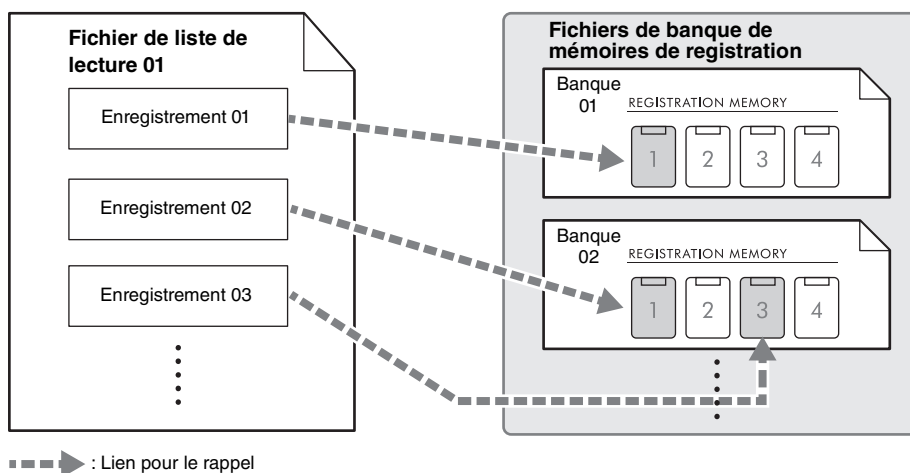 Fichier de liste de
lecture 01
Enregistrement 01
Enregistrement 02
Enregistrement 03
Fichiers de banque de
mémoires de registration
Banque
01
REGISTRATION MEMORY
1 2 3 4
Banque
02
REGISTRATION MEMORY
1 2 3 4
: Lien pour le rappel